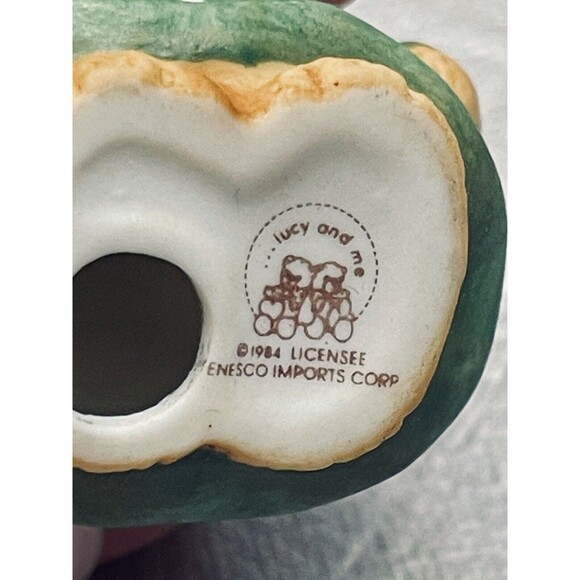 ... lucy and me
©1984 LICENSEE
ENESCO IMPORTS CORP